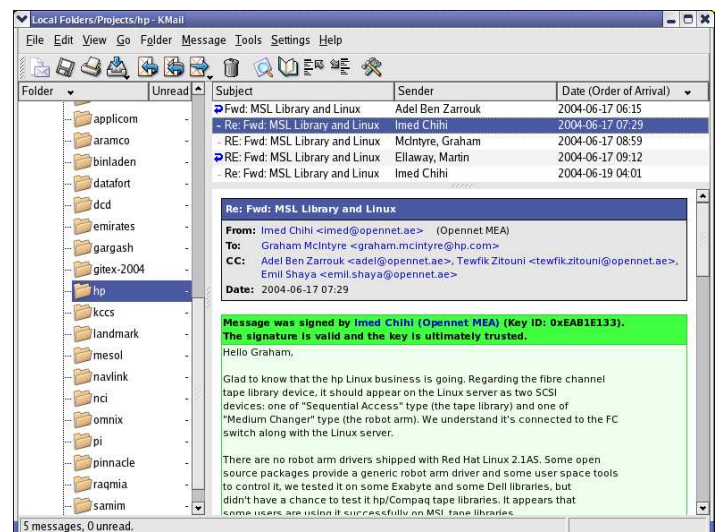 Local Folders/Projects/hp - KMail
File Edit View Go Folder Message Tools Settings Help
Folder Unread
applicom -
aramco -
binladen -
datafort -
dcd -
emirates -
gargash -
gitex-2004 -
hp -
kccs -
landmark -
mesol -
navlink -
nci -
omnix -
pi -
pinnacle -
raqmia -
samim -
Subject Sender Date (Order of Arrival)
Fwd: MSL Library and Linux Adel Ben Zarrouk 2004-06-17 06:15
Re: Fwd: MSL Library and Linux Imed Chihi 2004-06-17 07:29
RE: Fwd: MSL Library and Linux McIntyre, Graham 2004-06-17 08:59
RE: Fwd: MSL Library and Linux Ellaway, Martin 2004-06-17 09:12
Re: Fwd: MSL Library and Linux Imed Chihi 2004-06-19 04:01
Re: Fwd: MSL Library and Linux
From: Imed Chihi <imed@opennet.ae> (Opennet MEA)
To: Graham McIntyre <graham.mcintyre@hp.com>
CC: Adel Ben Zarrouk <adel@opennet.ae>, Tewfik Zitouni <tewfik.zitouni@opennet.ae>,
Emil Shaya <emil.shaya@opennet.ae>
Date: 2004-06-17 07:29
Message was signed by Imed Chihi (Opennet MEA) (Key ID: 0xEAB1E133).
The signature is valid and the key is ultimately trusted.
Hello Graham,
Glad to know that the hp Linux business is going. Regarding the fibre channel
tape library device, it should appear on the Linux server as two SCSI
devices: one of "Sequential Access" type (the tape library) and one of
"Medium Changer" type (the robot arm). We understand it's connected to the FC
switch along with the Linux server.
There are no robot arm drivers shipped with Red Hat Linux 2.1AS. Some open
source packages provide a generic robot arm driver and some user space tools
to control it, we tested it on some Exabyte and some Dell libraries, but
didn't have a chance to test it hp/Compaq tape libraries. It appears that
some users are using it successfully on MSL tape libraries.
5 messages, 0 unread.